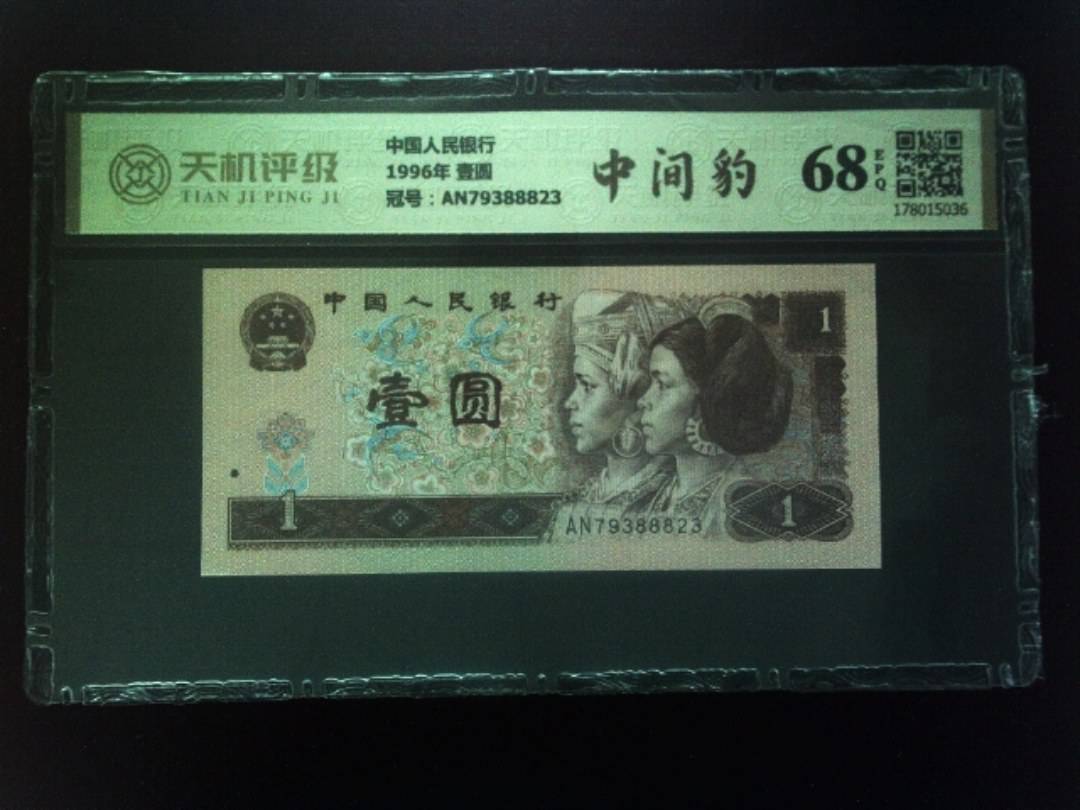 天机评级
TIAN JI PING JI
中国人民银行
1996年 壹圆
冠号：AN79388823
中间豹
68
EPQ
178015036
中国人民银行
1
壹圆
1
AN79388823
1